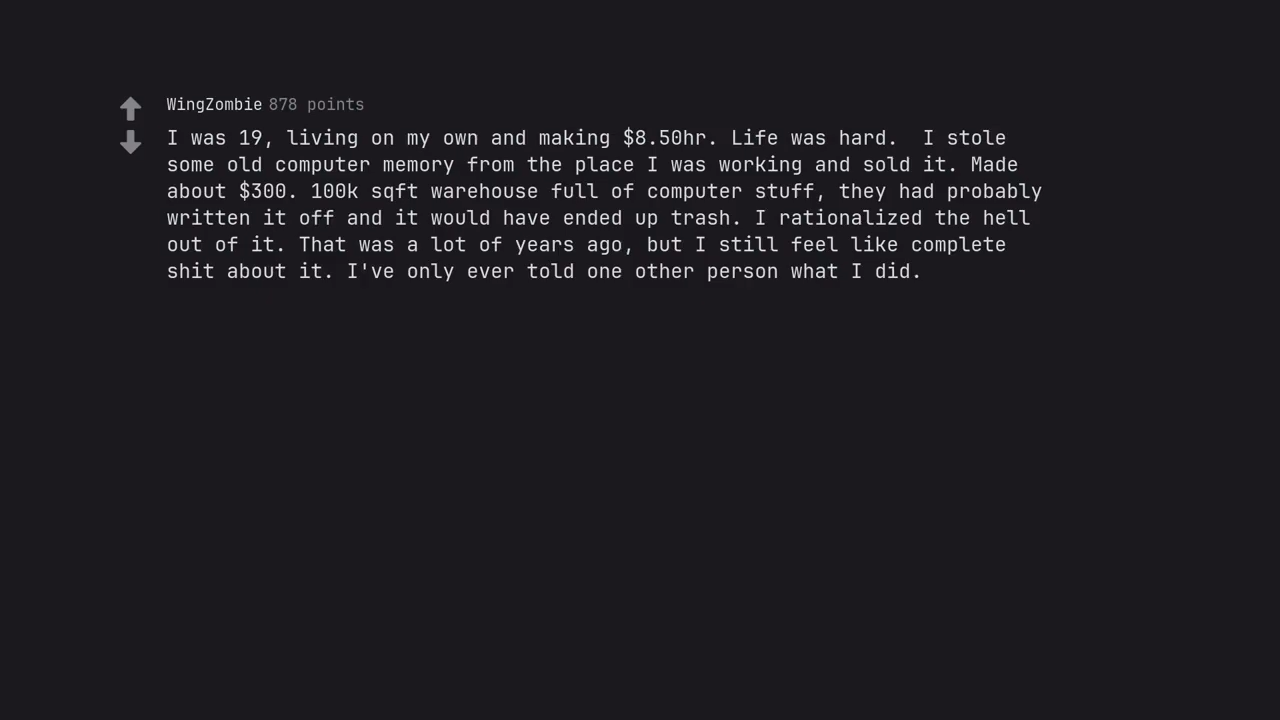 WingZombie 878 points
I was 19, living on my own and making $8.50hr. Life was hard.  I stole
some old computer memory from the place I was working and sold it. Made
about $300. 100k sqft warehouse full of computer stuff, they had probably
written it off and it would have ended up trash. I rationalized the hell
out of it. That was a lot of years ago, but I still feel like complete
shit about it. I've only ever told one other person what I did.